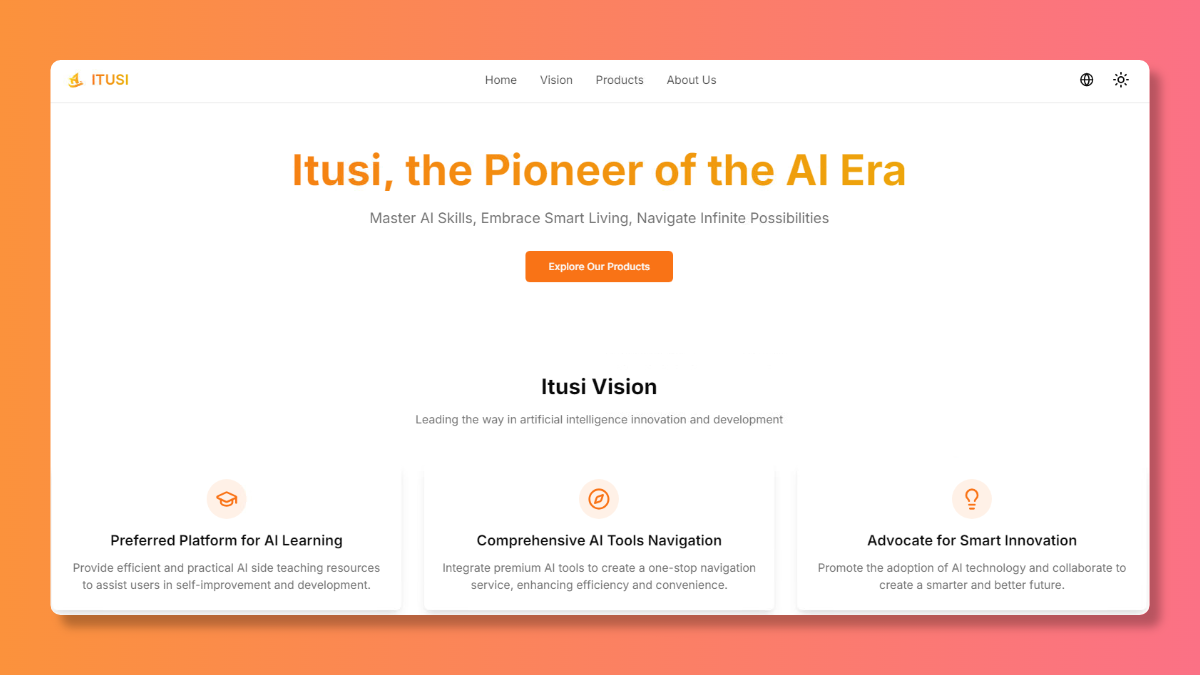 ITUSI
Home
Vision
Products
About Us
Itusi, the Pioneer of the AI Era
Master AI Skills, Embrace Smart Living, Navigate Infinite Possibilities
Explore Our Products
Itusi Vision
Leading the way in artificial intelligence innovation and development
Preferred Platform for AI Learning
Provide efficient and practical AI side teaching resources
to assist users in self-improvement and development.
Comprehensive AI Tools Navigation
Integrate premium AI tools to create a one-stop navigation
service, enhancing efficiency and convenience.
Advocate for Smart Innovation
Promote the adoption of AI technology and collaborate to
create a smarter and better future.